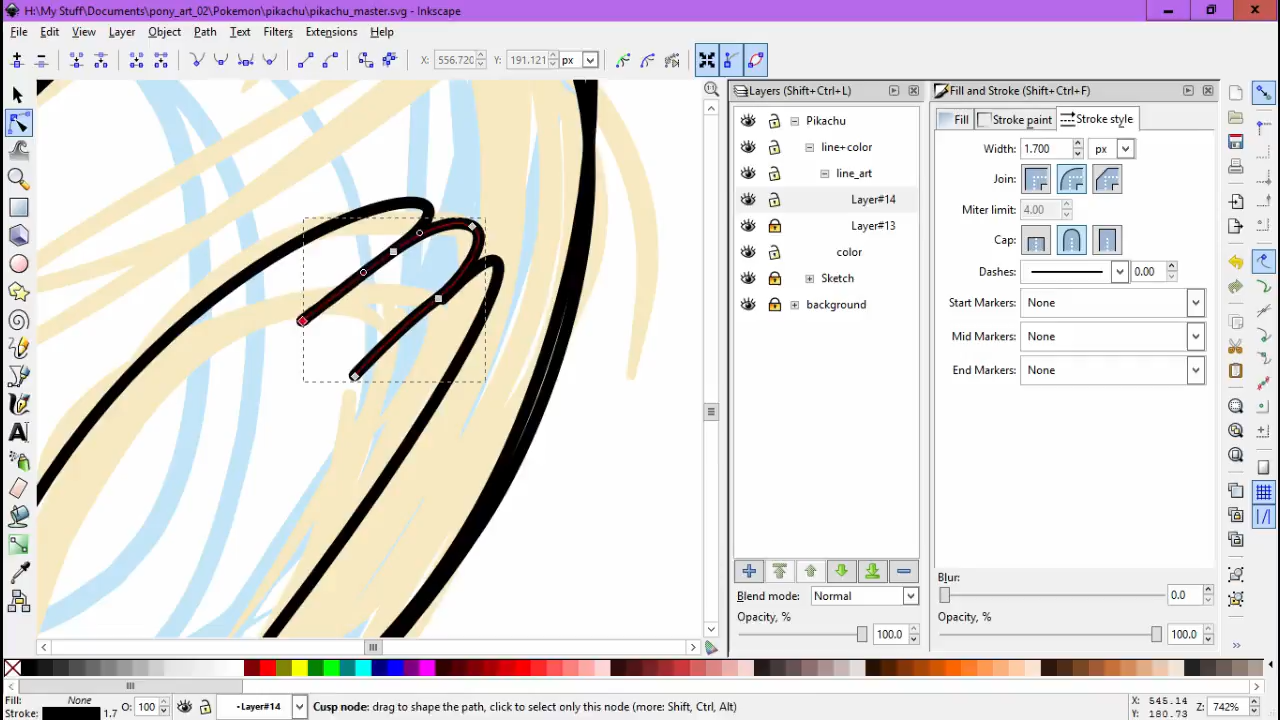 H:\My Stuff\Documents\pony_art_02\Pokemon\pikachu\pikachu_master.svg - Inkscape
File Edit View Layer Object Path Text Filters Extensions Help
X: 556.720 Y: 191.121 px
Layers (Shift+Ctrl+L)
Pikachu
line+color
line_art
Layer#14
Layer#13
color
Sketch
background
Blend mode: Normal
Opacity, %
100.0
Fill and Stroke (Shift+Ctrl+F)
Fill Stroke paint Stroke style
Width: 1.700 px
Join:
Miter limit: 4.00
Cap:
Dashes: 0.00
Start Markers: None
Mid Markers: None
End Markers: None
Blur:
0.0
Opacity, %
100.0
Fill: None
Stroke: 1.7
O: 100
-Layer#14
Cusp node: drag to shape the path, click to select only this node (more: Shift, Ctrl, Alt)
X: 545.14
Y: 180.73
Z: 742%